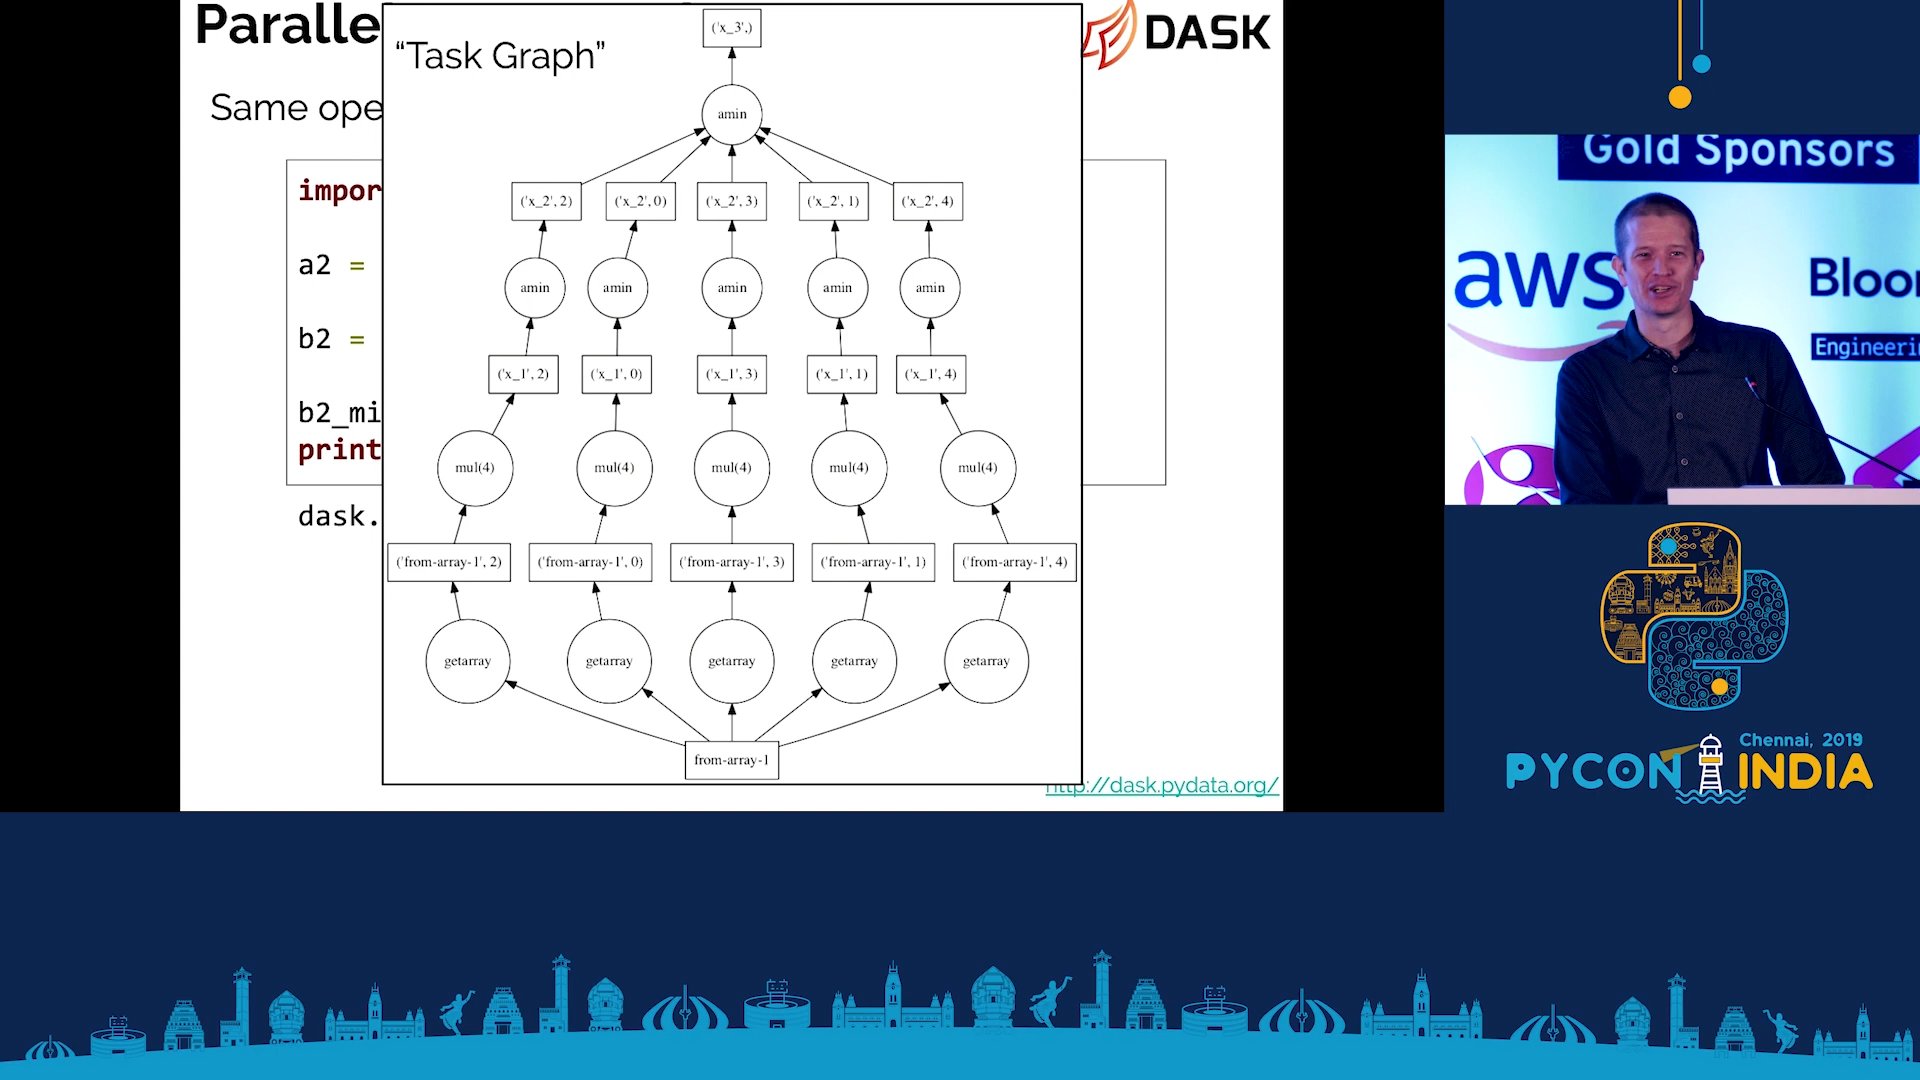 Paralle
DASK
Same ope
impor
a2 =
b2 =
b2_mi
print
dask.
http://dask.pydata.org/
“Task Graph”
('x_3',)
amin
('x_2', 2) ('x_2', 0) ('x_2', 3) ('x_2', 1) ('x_2', 4)
amin amin amin amin amin
('x_1', 2) ('x_1', 0) ('x_1', 3) ('x_1', 1) ('x_1', 4)
mul(4) mul(4) mul(4) mul(4) mul(4)
('from-array-1', 2) ('from-array-1', 0) ('from-array-1', 3) ('from-array-1', 1) ('from-array-1', 4)
getarray getarray getarray getarray getarray
from-array-1
Gold Sponsors
aws
Bloo
Engineeri
Chennai, 2019
PYCON INDIA